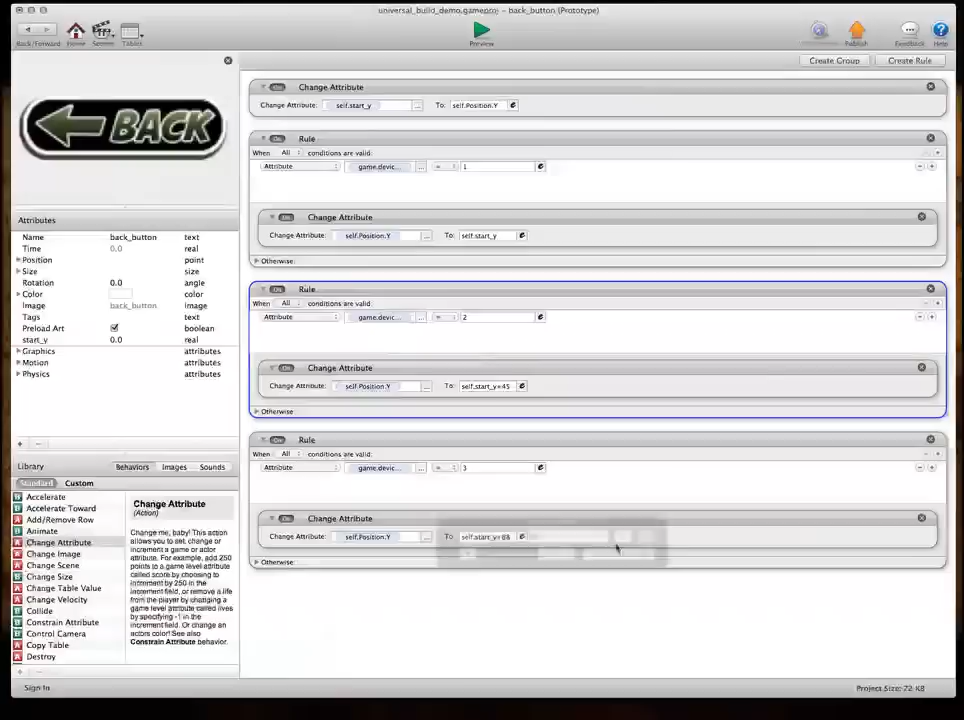 universal_build_demo.gameproj – back_button (Prototype)
Back/Forward Home Scenes Tables Preview Publish Feedback Help
Create Group Create Rule
BACK
Change Attribute
Change Attribute: self.start_y ... To: self.Position.Y
On Rule
When All conditions are valid:
Attribute game.devic... ... = 1
On Change Attribute
Change Attribute: self.Position.Y ... To: self.start_y
Otherwise:
On Rule
When All conditions are valid:
Attribute game.devic... ... = 2
On Change Attribute
Change Attribute: self.Position.Y ... To: self.start_y+45
Otherwise:
On Rule
When All conditions are valid:
Attribute game.devic... ... = 3
On Change Attribute
Change Attribute: self.Position.Y ... To self.start_y+88
Otherwise:
Attributes
Name back_button text
Time 0.0 real
Position point
Size size
Rotation 0.0 angle
Color color
Image back_button image
Tags text
Preload Art boolean
start_y 0.0 real
Graphics attributes
Motion attributes
Physics attributes
Library Behaviors Images Sounds
Standard Custom
Accelerate
Accelerate Toward
Add/Remove Row
Animate
Change Attribute
Change Image
Change Scene
Change Size
Change Table Value
Change Velocity
Collide
Constrain Attribute
Control Camera
Copy Table
Destroy
Change Attribute
(Action)
Change me, baby! This action
allows you to set, change or
increment a game or actor
attribute. For example, add 250
points to a game level attribute
called score by choosing to
increment by 250 in the
increment field, or remove a life
from the player by changing a
game level attribute called lives
by specifying -1 in the
increment field. Or change an
actors color! See also
Constrain Attribute behavior.
Sign In
Project Size: 72 KB